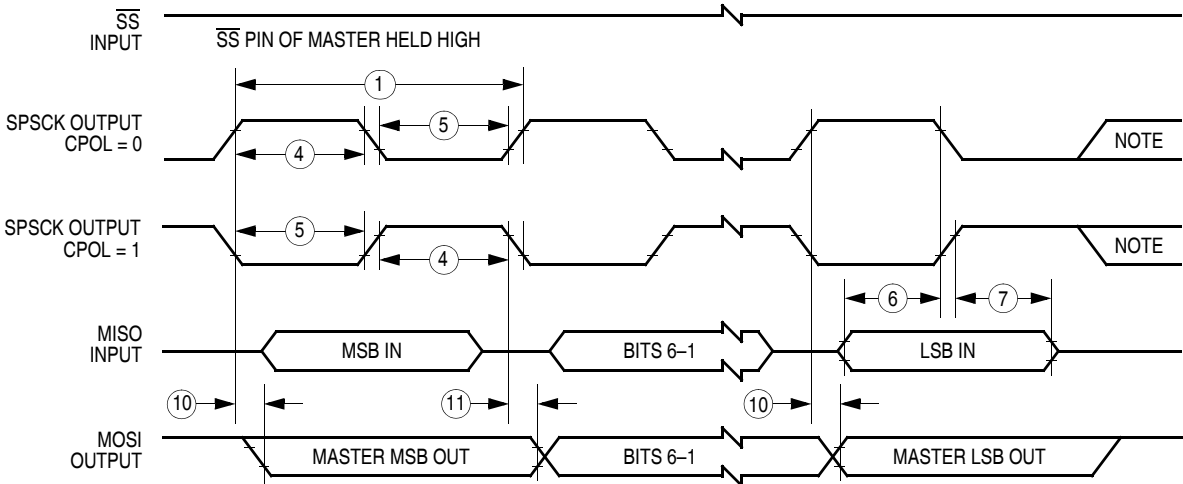 SS
INPUT
SS PIN OF MASTER HELD HIGH
1
SPSCK OUTPUT
CPOL = 0
5
4
NOTE
SPSCK OUTPUT
CPOL = 1
5
4
NOTE
6
7
MISO
INPUT
MSB IN
BITS 6–1
LSB IN
10
11
10
MOSI
OUTPUT
MASTER MSB OUT
BITS 6–1
MASTER LSB OUT